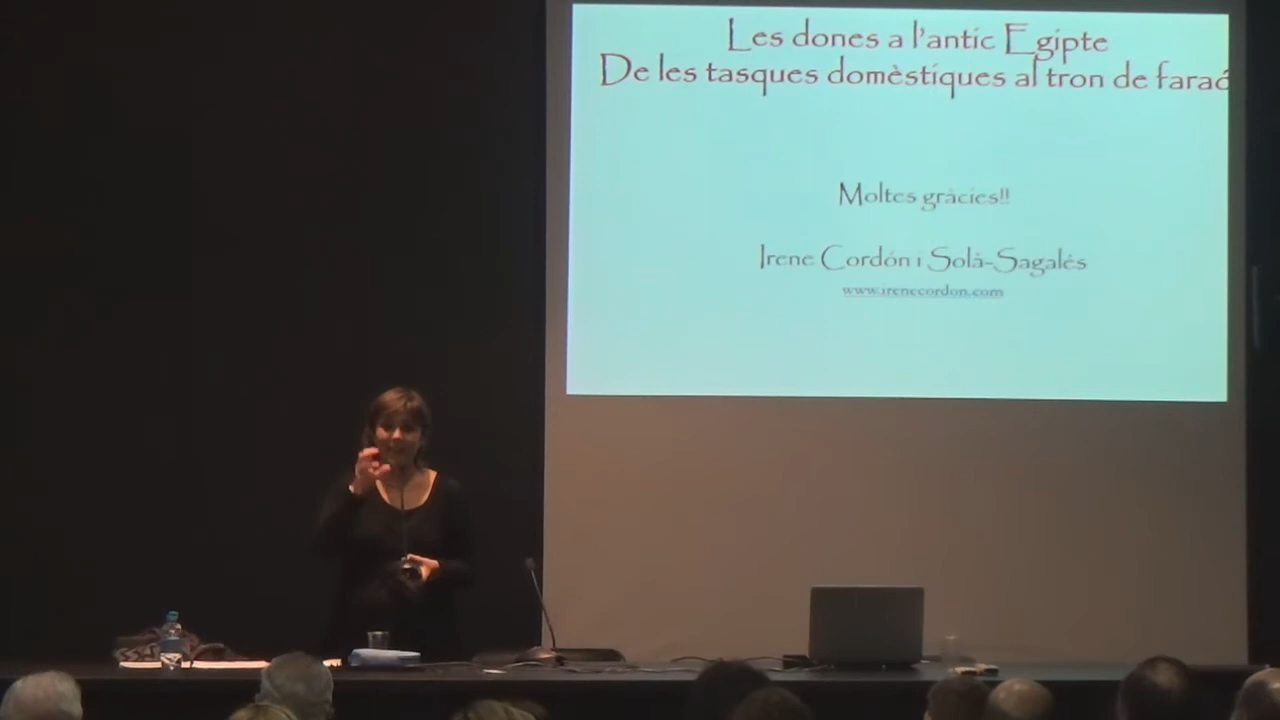 Les dones a l'antic Egipte
De les tasques domèstiques al tron de faraó
Moltes gràcies!!
Irene Cordón i Solà-Sagalés
www.irenecordon.com